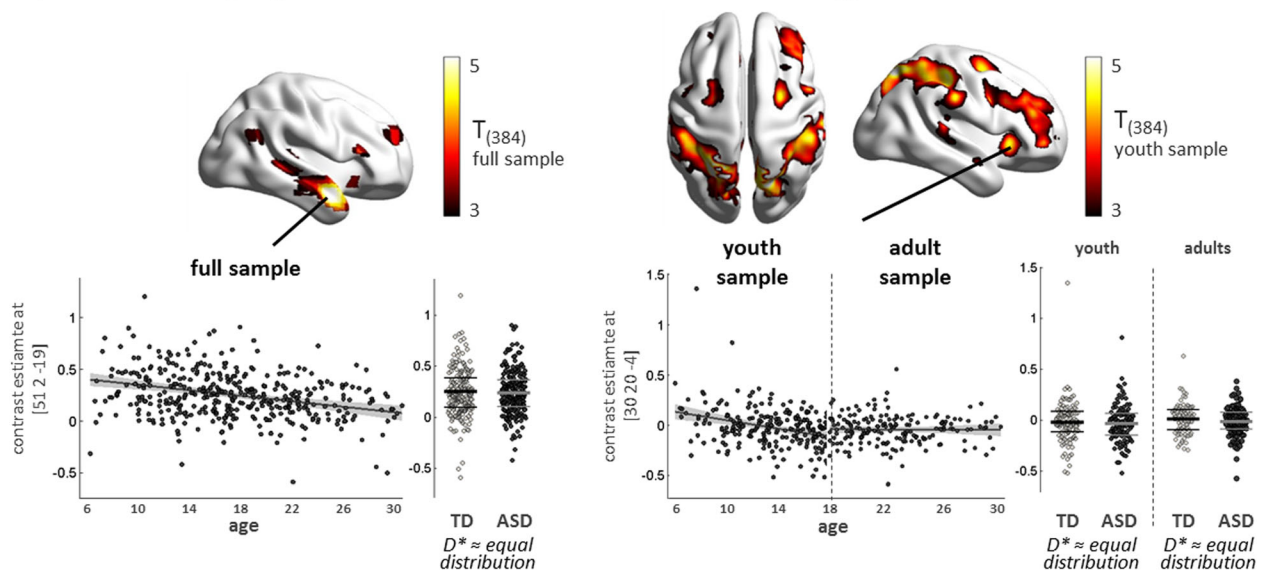 5
T(384)
full sample
3
full sample
contrast estiamte at
[51 2 -19]
1
0.5
0
-0.5
6 10 14 18 22 26 30
age
1
0.5
0
-0.5
TD ASD
D* ≈ equal
distribution
5
T(384)
youth sample
3
youth
sample
adult
sample
contrast estiamte at
[30 20 -4]
1.5
1
0.5
0
-0.5
6 10 14 18 22 26 30
age
youth adults
1.5
1
0.5
0
-0.5
TD ASD TD ASD
D* ≈ equal
distribution
D* ≈ equal
distribution